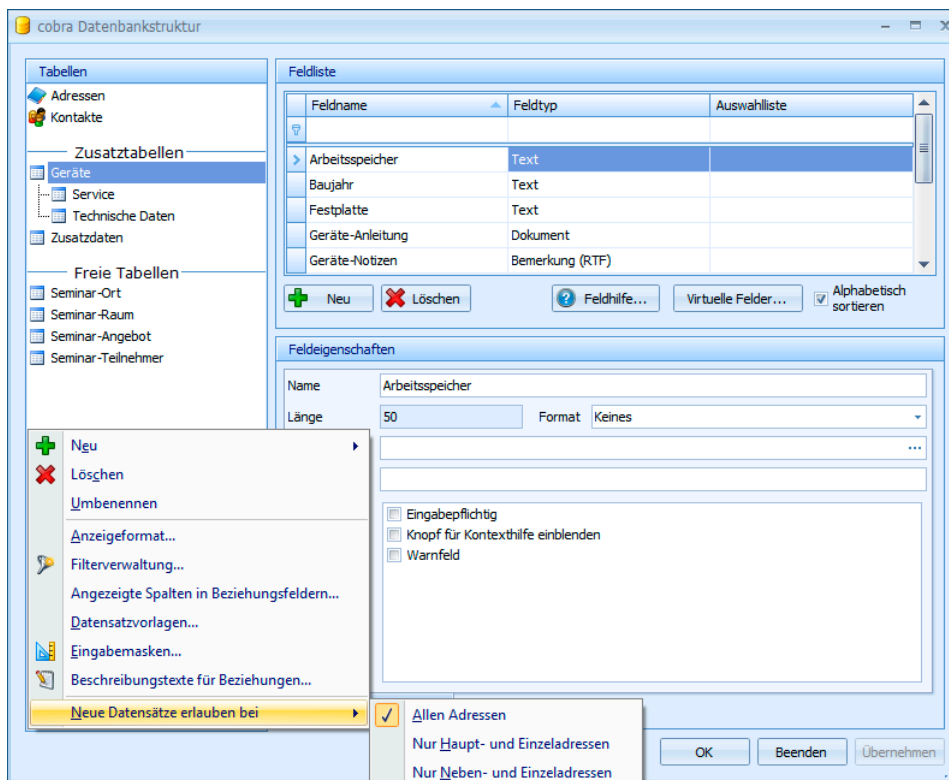 cobra Datenbankstruktur
Tabellen
Adressen
Kontakte
Zusatztabellen
Geräte
Service
Technische Daten
Zusatzdaten
Freie Tabellen
Seminar-Ort
Seminar-Raum
Seminar-Angebot
Seminar-Teilnehmer
Feldliste
Feldname Feldtyp Auswahlliste
Arbeitsspeicher Text
Baujahr Text
Festplatte Text
Geräte-Anleitung Dokument
Geräte-Notizen Bemerkung (RTF)
Neu Löschen Feldhilfe... Virtuelle Felder... Alphabetisch
sortieren
Feldeigenschaften
Name Arbeitsspeicher
Länge 50 Format Keines
Eingabepflichtig
Knopf für Kontexthilfe einblenden
Warnfeld
Neu
Löschen
Umbenennen
Anzeigeformat...
Filterverwaltung...
Angezeigte Spalten in Beziehungsfeldern...
Datensatzvorlagen...
Eingabemasken...
Beschreibungstexte für Beziehungen...
Neue Datensätze erlauben bei
Allen Adressen
Nur Haupt- und Einzeladressen
Nur Neben- und Einzeladressen
OK Beenden Übernehmen